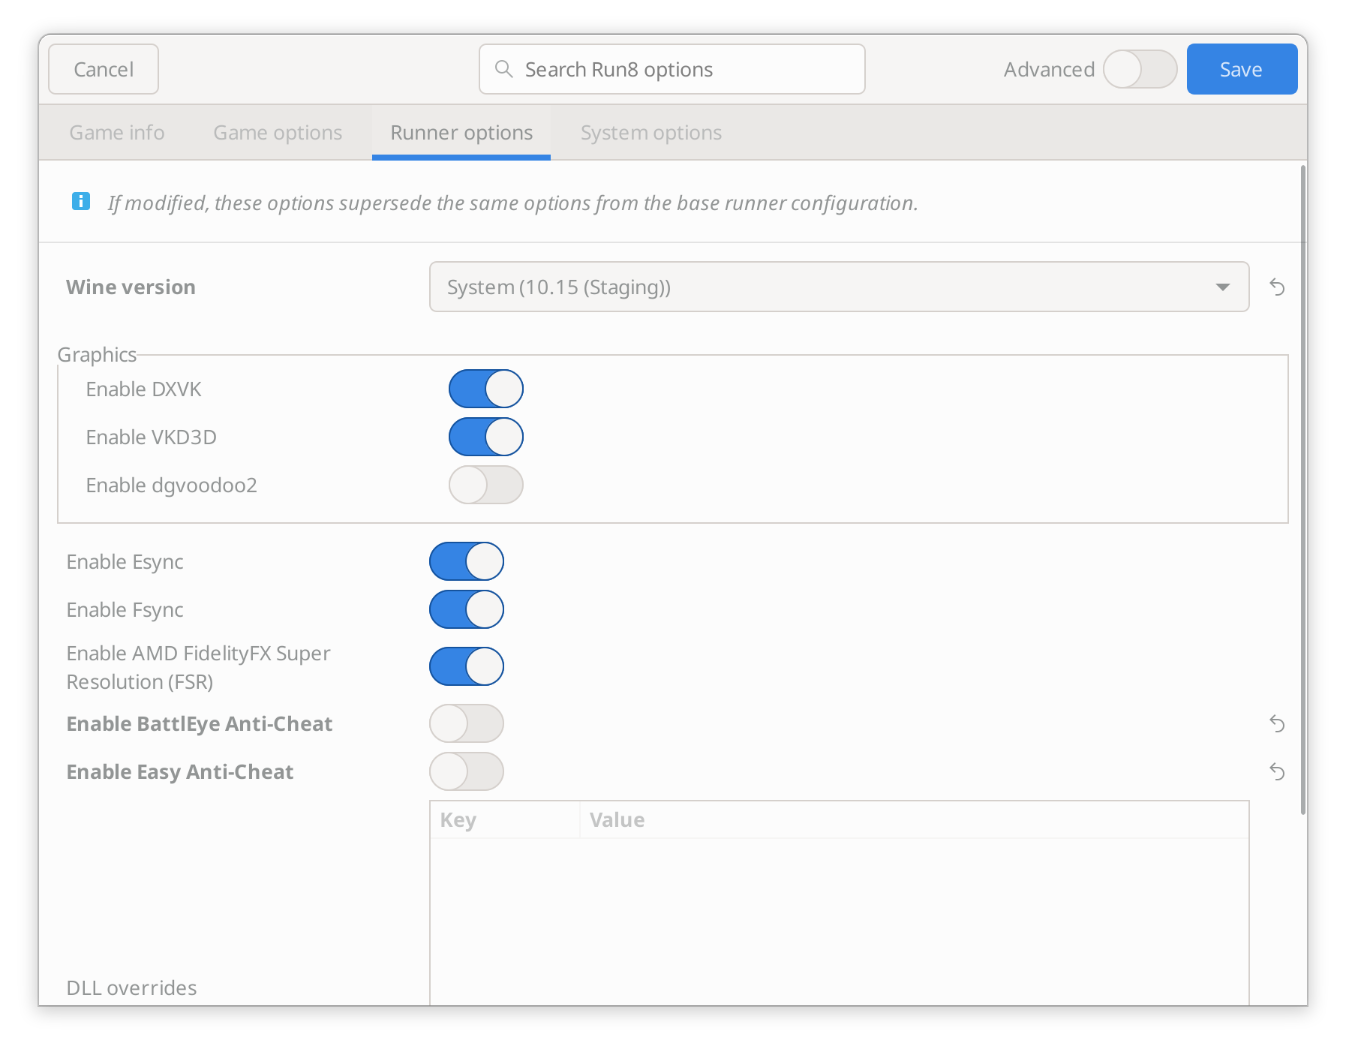 Cancel
Search Run8 options
Advanced
Save
Game info
Game options
Runner options
System options
If modified, these options supersede the same options from the base runner configuration.
Wine version
System (10.15 (Staging))
Graphics
Enable DXVK
Enable VKD3D
Enable dgvoodoo2
Enable Esync
Enable Fsync
Enable AMD FidelityFX Super
Resolution (FSR)
Enable BattlEye Anti-Cheat
Enable Easy Anti-Cheat
Key
Value
DLL overrides